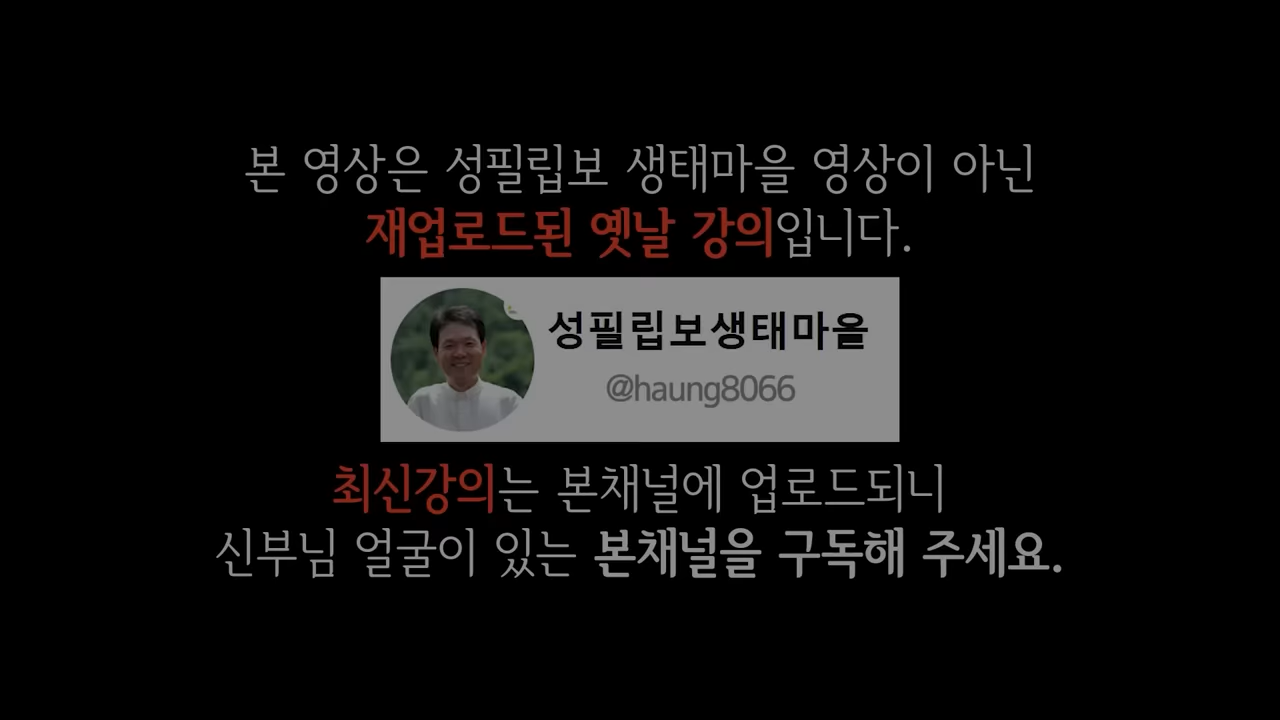 본 영상은 성필립보 생태마을 영상이 아닌
재업로드된 옛날 강의입니다.
성필립보생태마을
@haung8066
최신강의는 본채널에 업로드되니
신부님 얼굴이 있는 본채널을 구독해 주세요.